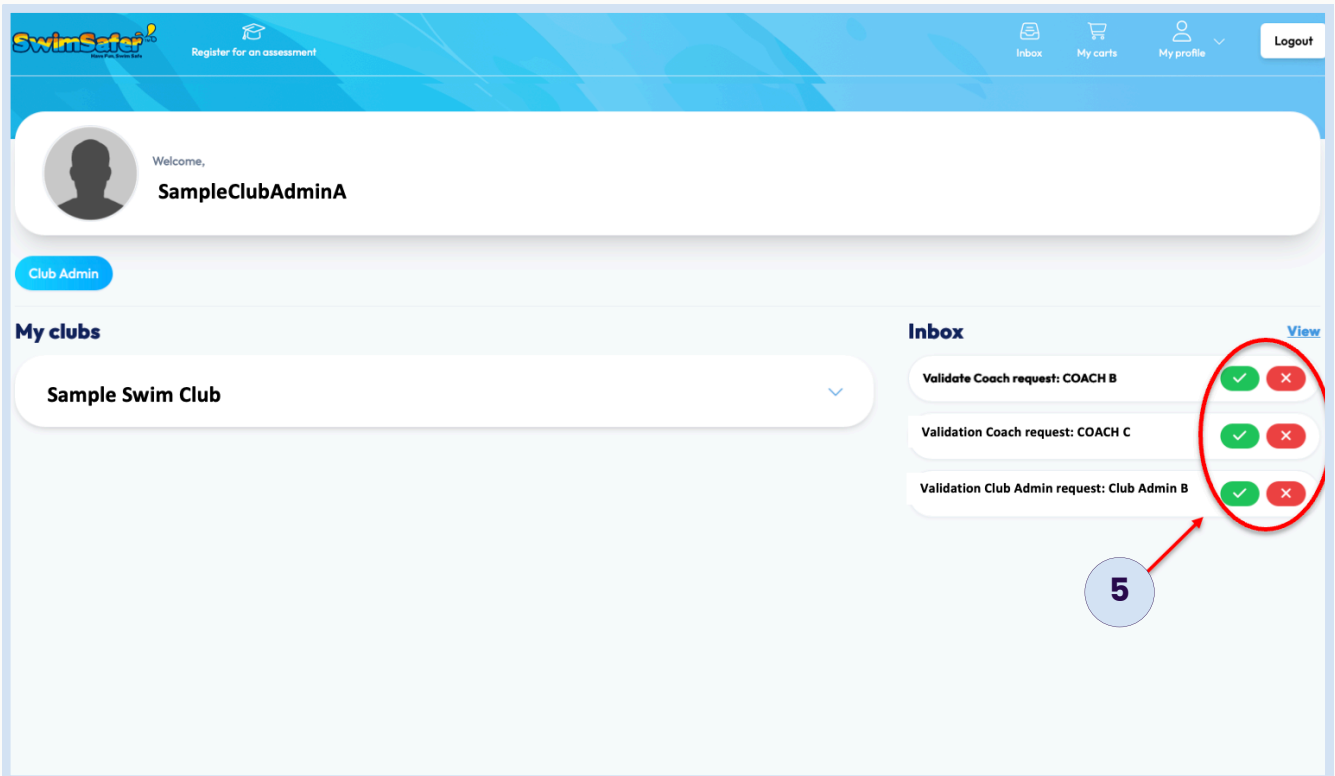 SwimSafer
Have Fun, Swim Safe
Register for an assessment
Inbox
My carts
My profile
Logout
Welcome,
SampleClubAdminA
Club Admin
My clubs
Sample Swim Club
Inbox
View
Validate Coach request: COACH B
Validation Coach request: COACH C
Validation Club Admin request: Club Admin B
5